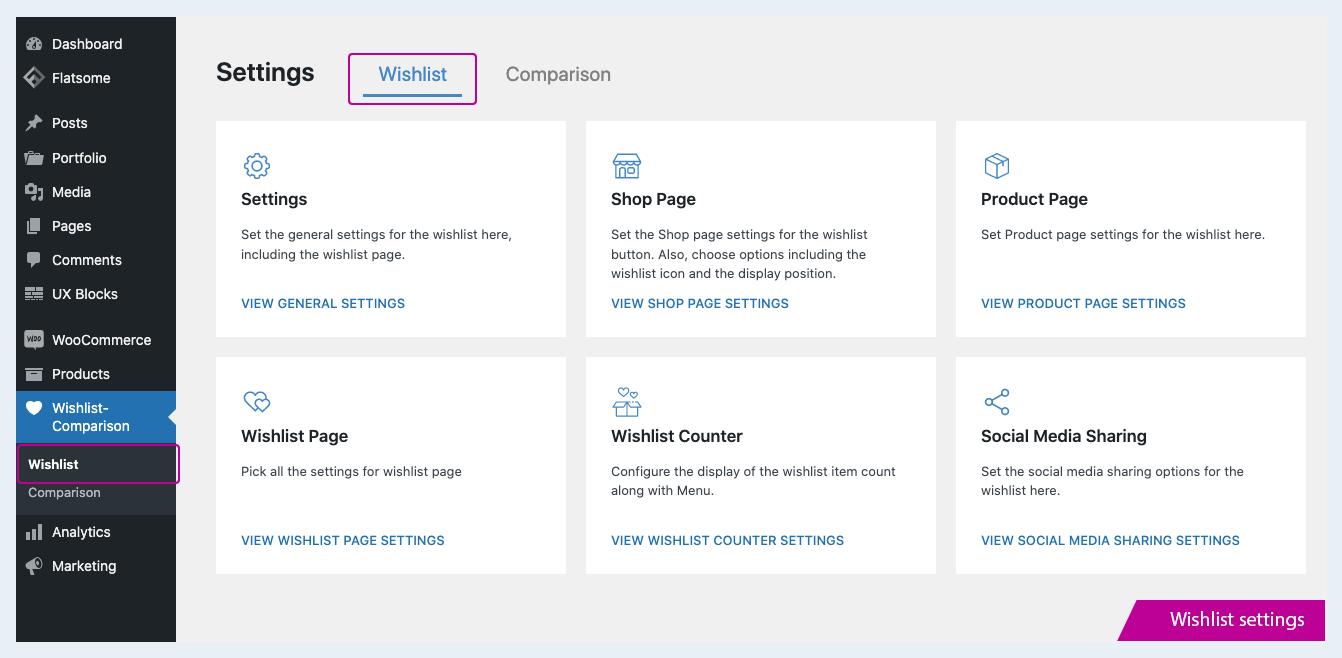 Dashboard
Flatsome
Posts
Portfolio
Media
Pages
Comments
UX Blocks
WOO
WooCommerce
Products
Wishlist-
Comparison
Wishlist
Comparison
Analytics
Marketing
Settings
Wishlist
Comparison
Settings
Set the general settings for the wishlist here,
including the wishlist page.
VIEW GENERAL SETTINGS
Shop Page
Set the Shop page settings for the wishlist
button. Also, choose options including the
wishlist icon and the display position.
VIEW SHOP PAGE SETTINGS
Product Page
Set Product page settings for the wishlist here.
VIEW PRODUCT PAGE SETTINGS
Wishlist Page
Pick all the settings for wishlist page
VIEW WISHLIST PAGE SETTINGS
Wishlist Counter
Configure the display of the wishlist item count
along with Menu.
VIEW WISHLIST COUNTER SETTINGS
Social Media Sharing
Set the social media sharing options for the
wishlist here.
VIEW SOCIAL MEDIA SHARING SETTINGS
Wishlist settings